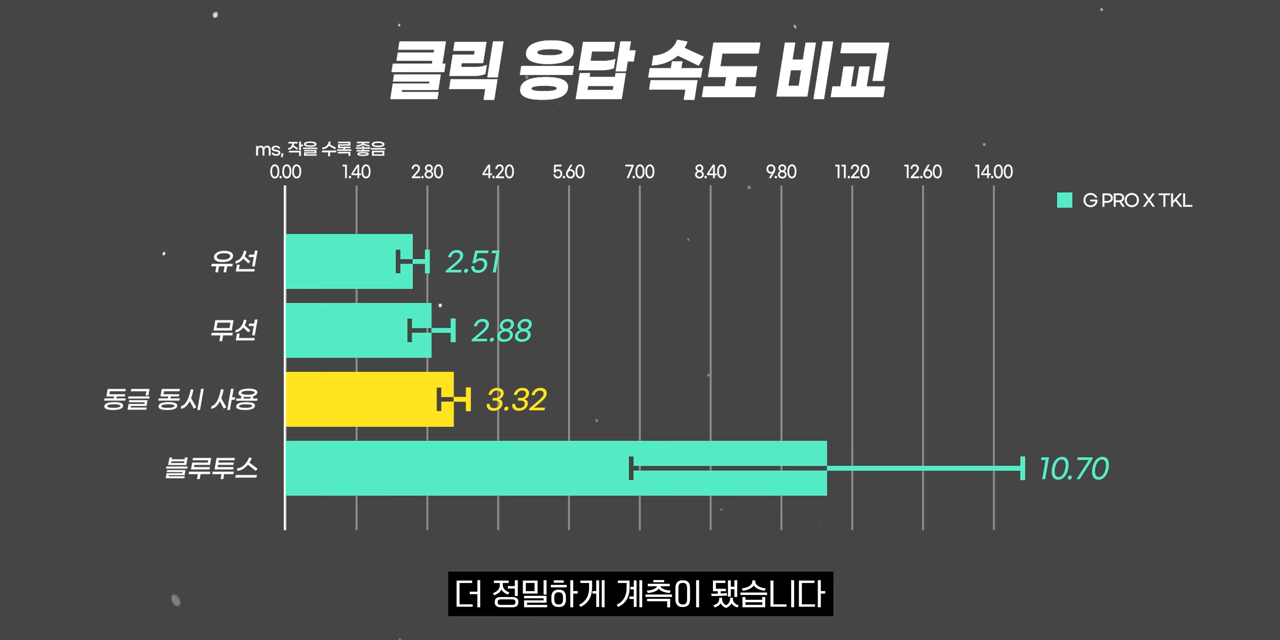 클릭 응답 속도 비교
ms, 작을 수록 좋음
0.00 1.40 2.80 4.20 5.60 7.00 8.40 9.80 11.20 12.60 14.00
G PRO X TKL
유선 2.51
무선 2.88
동글 동시 사용 3.32
블루투스 10.70
더 정밀하게 계측이 됐습니다